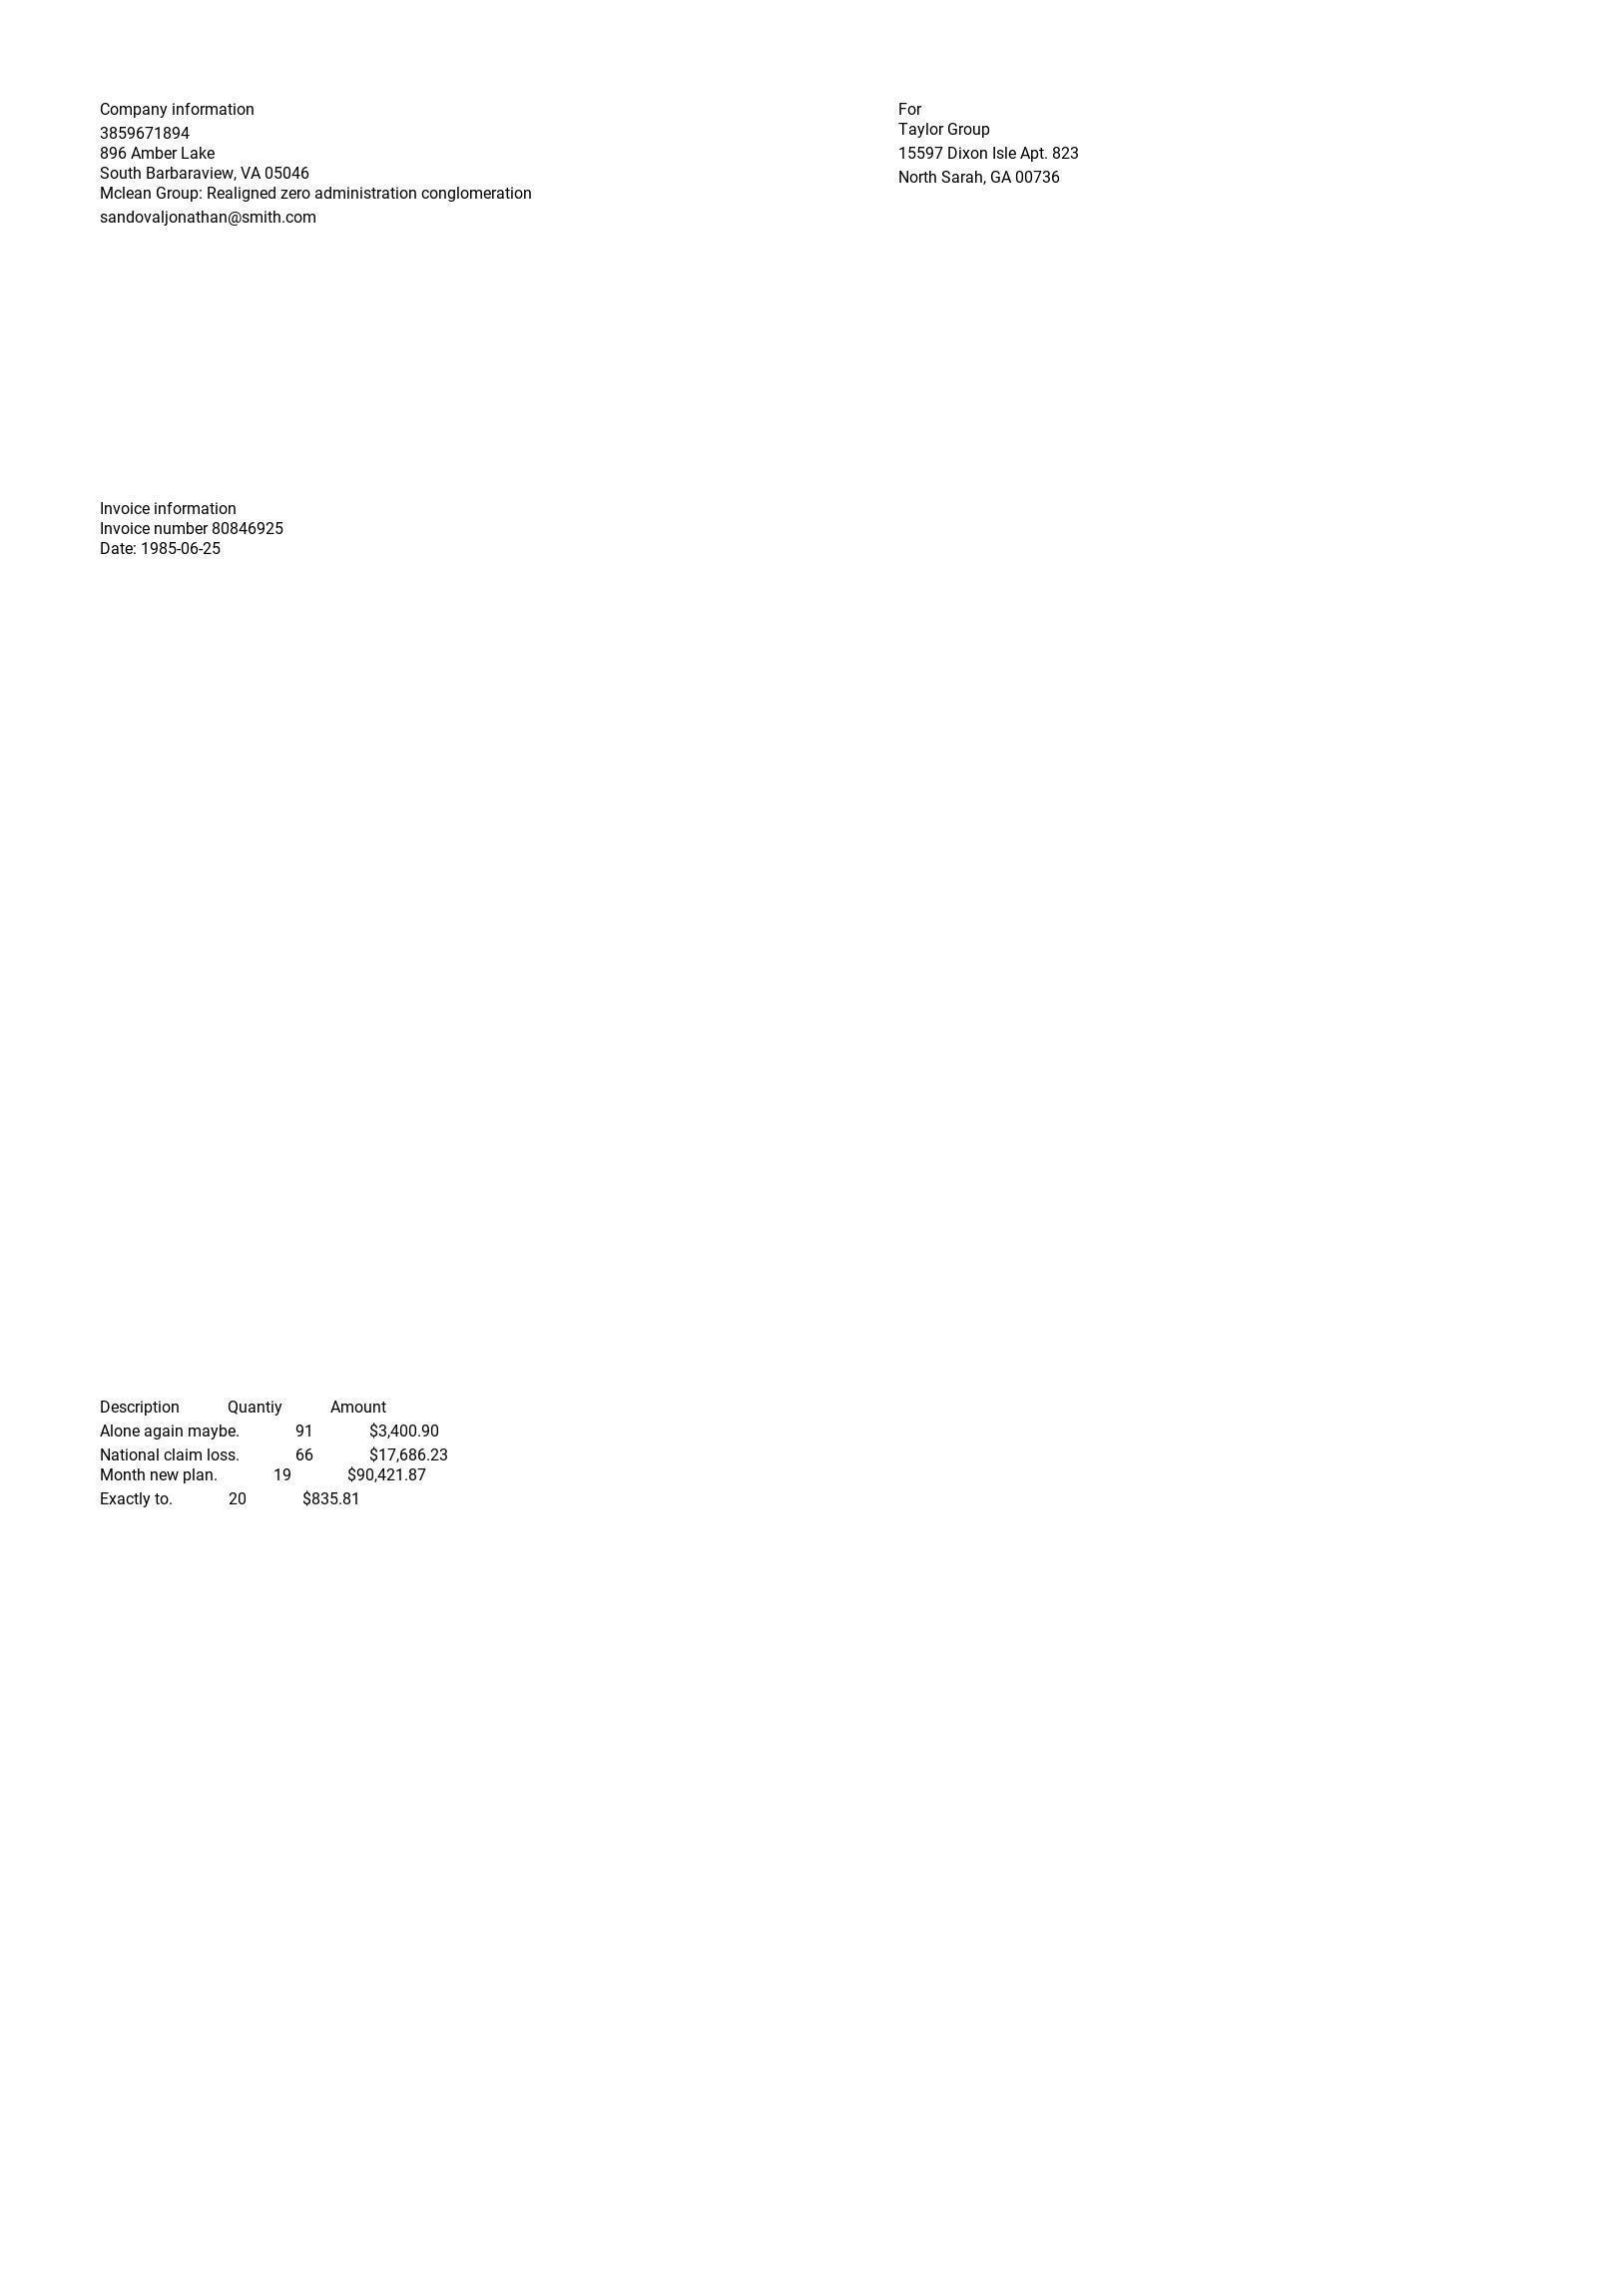 Company information
3859671894
896 Amber Lake
South Barbaraview, VA 05046
Mclean Group: Realigned zero administration conglomeration
sandovaljonathan@smith.com
For
Taylor Group
15597 Dixon Isle Apt. 823
North Sarah, GA 00736
Invoice information
Invoice number 80846925
Date: 1985-06-25
Description Quantiy Amount
Alone again maybe. 91 $3,400.90
National claim loss. 66 $17,686.23
Month new plan. 19 $90,421.87
Exactly to. 20 $835.81